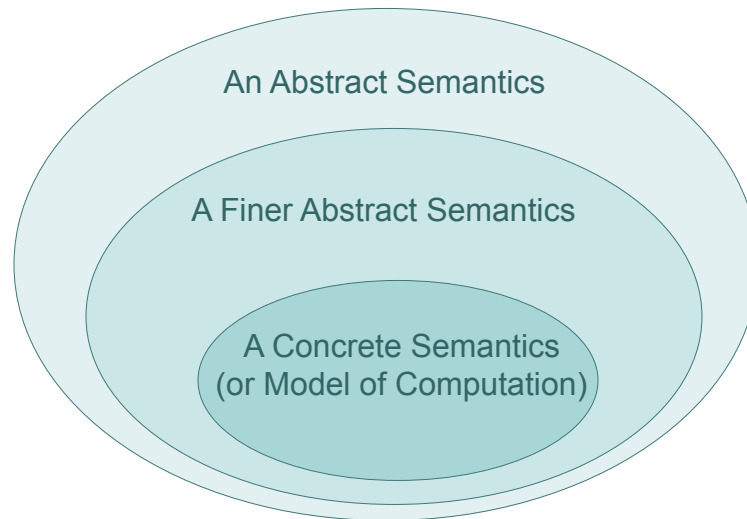 An Abstract Semantics
A Finer Abstract Semantics
A Concrete Semantics
(or Model of Computation)